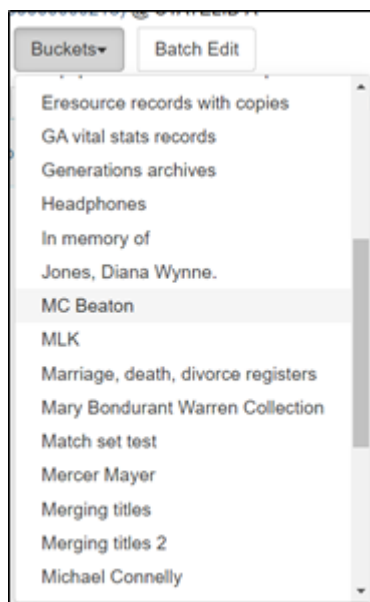 Buckets
Batch Edit
Eresource records with copies
GA vital stats records
Generations archives
Headphones
In memory of
Jones, Diana Wynne.
MC Beaton
MLK
Marriage, death, divorce registers
Mary Bondurant Warren Collection
Match set test
Mercer Mayer
Merging titles
Merging titles 2
Michael Connelly